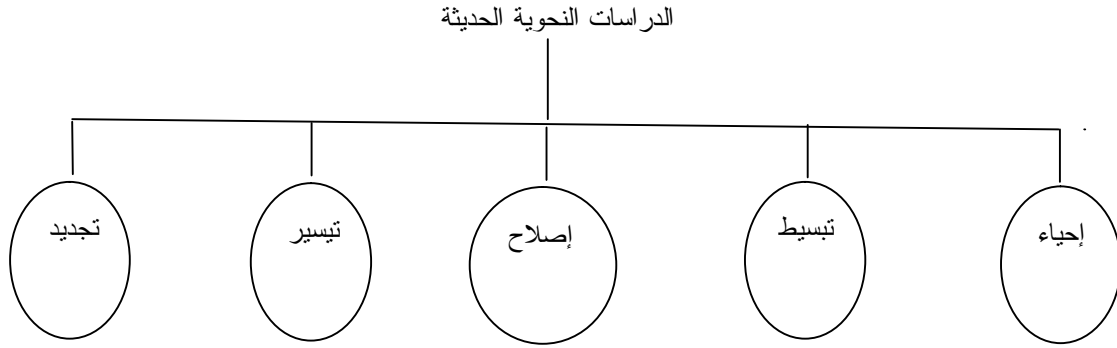 الدراسات النحوية الحديثة
إحياء
تبسيط
إصلاح
تيسير
تجديد